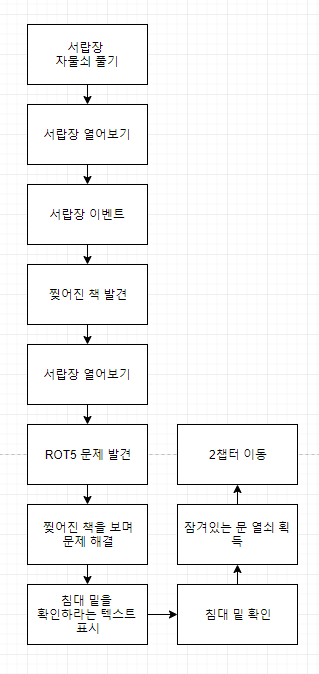 서랍장
자물쇠 풀기
서랍장 열어보기
서랍장 이벤트
찢어진 책 발견
서랍장 열어보기
ROT5 문제 발견
찢어진 책을 보며
문제 해결
침대 밑을
확인하라는 텍스트
표시
침대 밑 확인
잠겨있는 문 열쇠 획
득
2챕터 이동